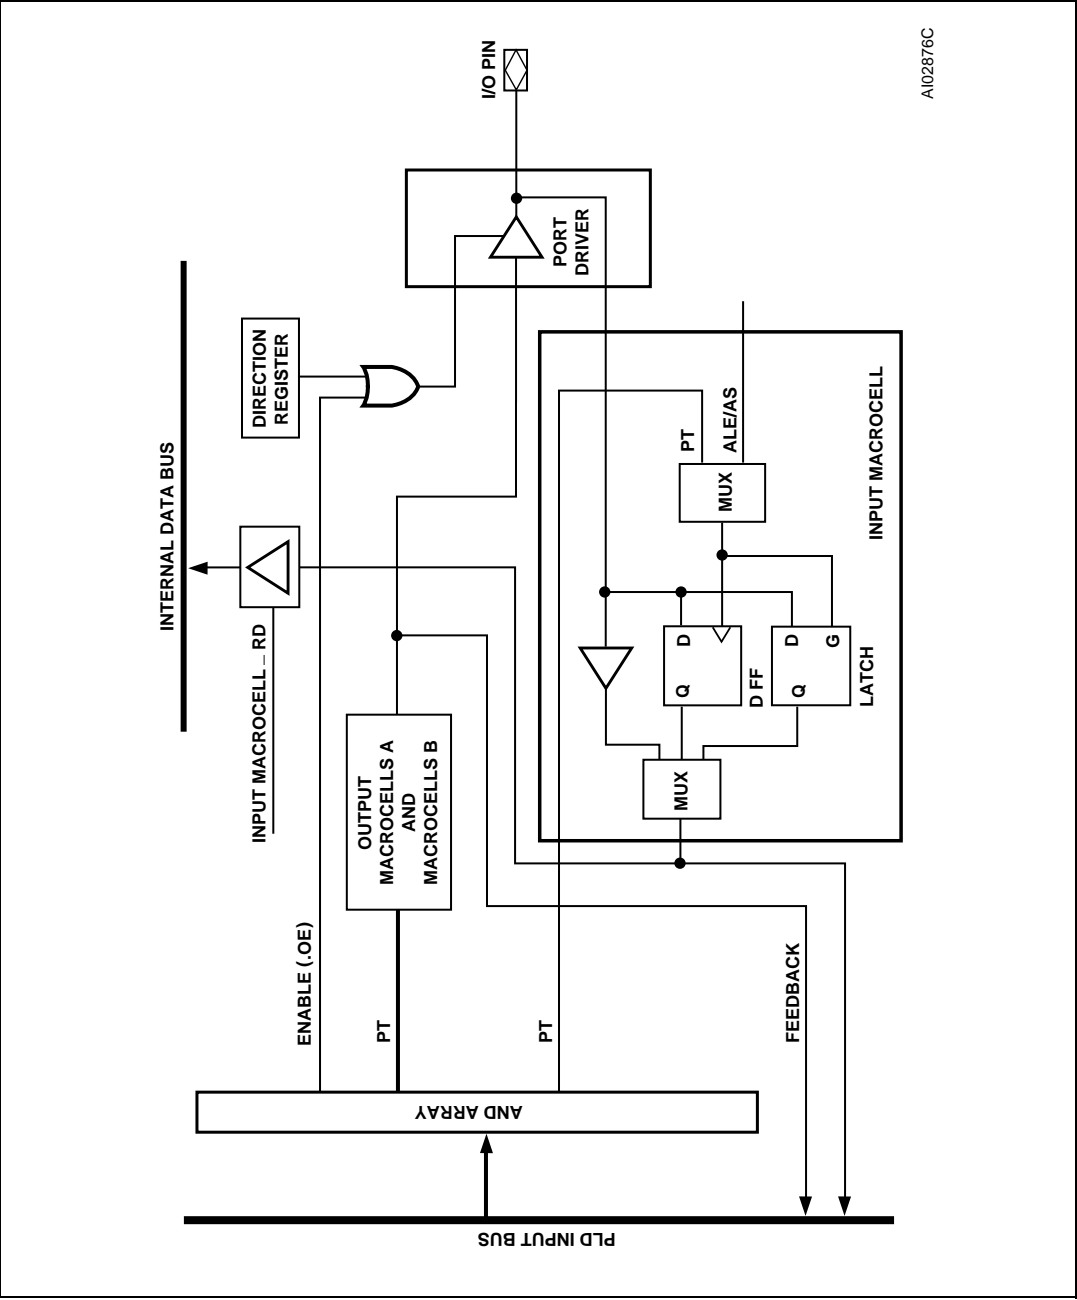 AI02876C
I/O PIN
PORT
DRIVER
DIRECTION
REGISTER
INTERNAL DATA BUS
INPUT MACROCELL _ RD
OUTPUT
MACROCELLS A
AND
MACROCELLS B
ENABLE (.OE)
PT
PT
FEEDBACK
AND ARRAY
PLD INPUT BUS
PT
ALE/AS
MUX
INPUT MACROCELL
D
Q
D FF
D
G
Q
LATCH
MUX